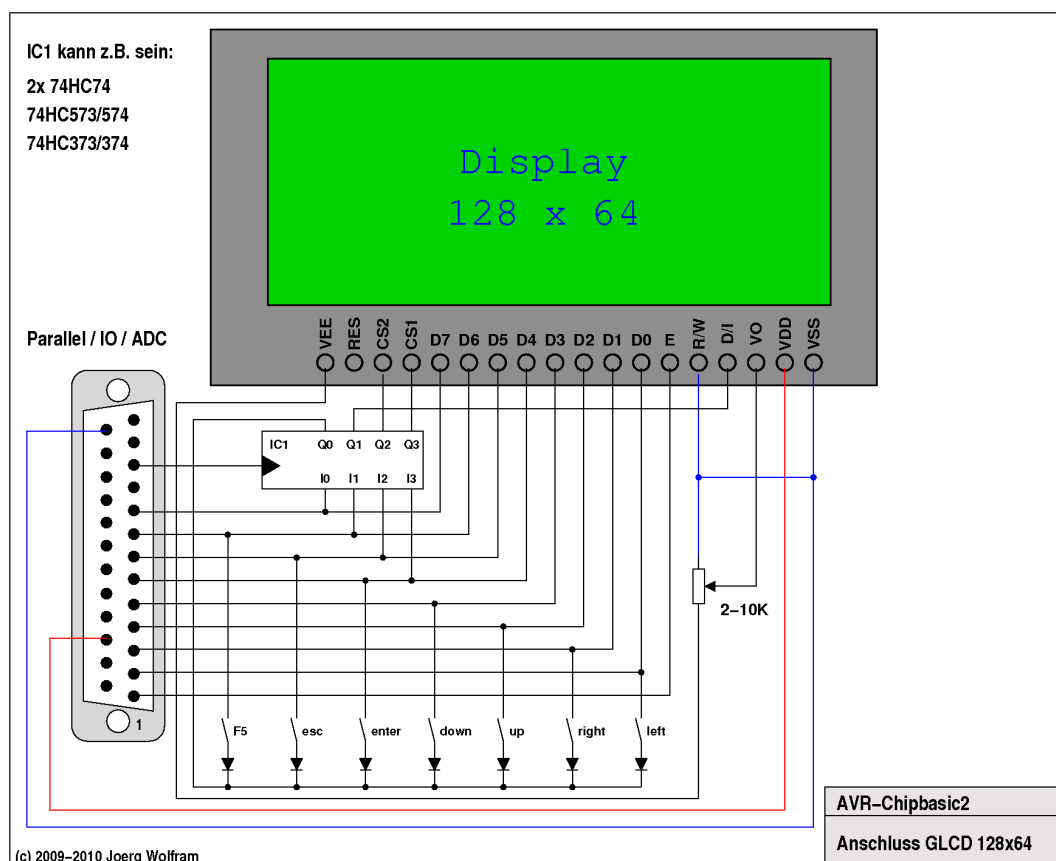 IC1 kann z.B. sein:
2x 74HC74
74HC573/574
74HC373/374
Display
128 x 64
Parallel / IO / ADC
VEE RES CS2 CS1 D7 D6 D5 D4 D3 D2 D1 D0 E R/W D/I VO VDD VSS
IC1 Q0 Q1 Q2 Q3
I0 I1 I2 I3
2–10K
1
F5 esc enter down up right left
AVR–Chipbasic2
Anschluss GLCD 128x64
(c) 2009–2010 Joerg Wolfram